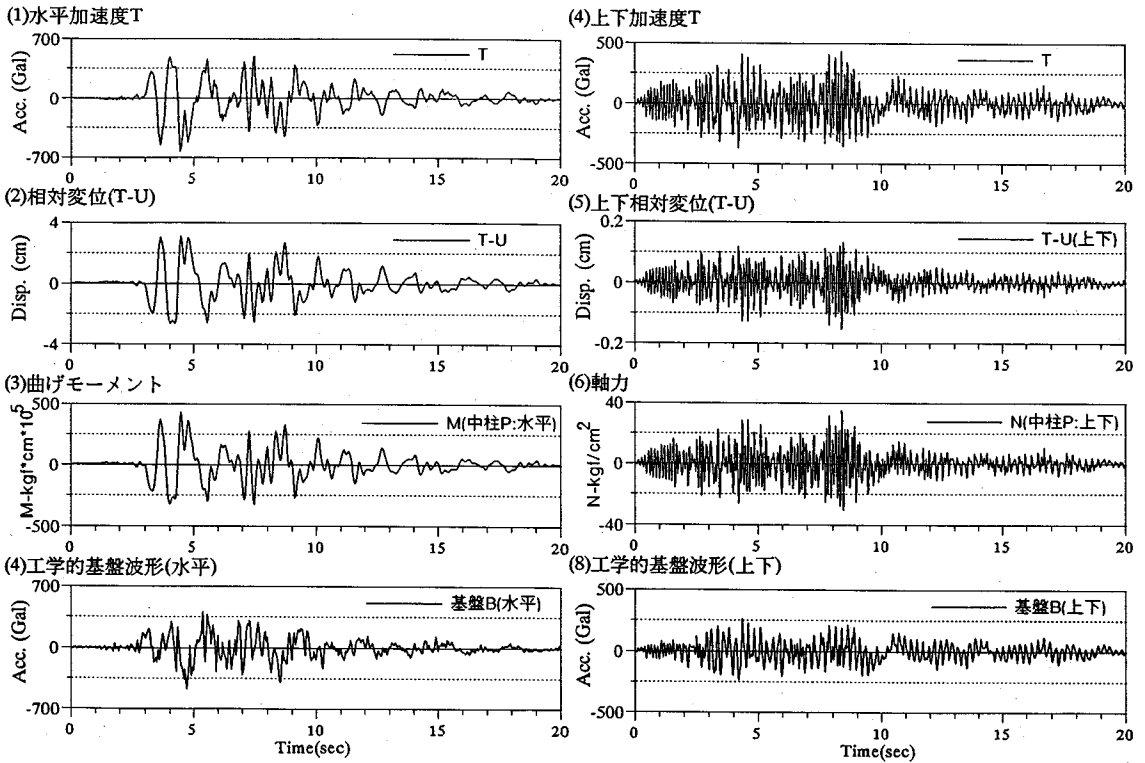 (1)水平加速度T
700
Acc. (Gal)
0
-700
T
0 5 10 15 20
(2)相対変位(T-U)
4
Disp. (cm)
0
-4
T-U
0 5 10 15 20
(3)曲げモーメント
500
M-kgf*cm*10^5
0
-500
M(中柱P:水平)
0 5 10 15 20
(4)工学的基盤波形(水平)
700
Acc. (Gal)
0
-700
基盤B(水平)
0 5 10 15 20
Time(sec)
(4)上下加速度T
500
Acc. (Gal)
0
-500
T
0 5 10 15 20
(5)上下相対変位(T-U)
0.2
Disp. (cm)
0
-0.2
T-U(上下)
0 5 10 15 20
(6)軸力
40
N-kgf/cm^2
0
-40
N(中柱P:上下)
0 5 10 15 20
(8)工学的基盤波形(上下)
500
Acc. (Gal)
0
-500
基盤B(上下)
0 5 10 15 20
Time(sec)